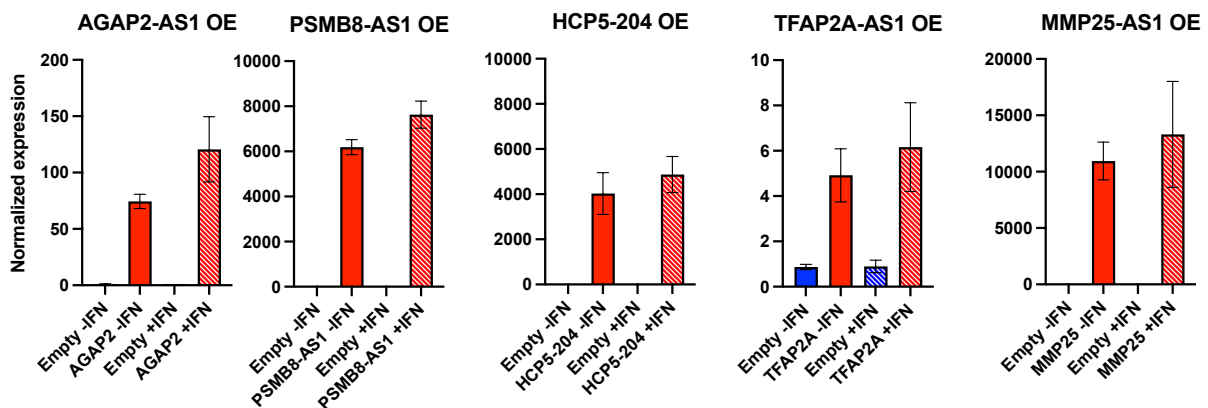 AGAP2-AS1 OE
PSMB8-AS1 OE
HCP5-204 OE
TFAP2A-AS1 OE
MMP25-AS1 OE
Normalized expression
200
150
100
50
0
Empty -IFN
AGAP2 -IFN
Empty +IFN
AGAP2 +IFN
10000
8000
6000
4000
2000
0
Empty -IFN
PSMB8-AS1 -IFN
Empty +IFN
PSMB8-AS1 +IFN
10000
8000
6000
4000
2000
0
Empty -IFN
HCP5-204 -IFN
Empty +IFN
HCP5-204 +IFN
10
8
6
4
2
0
Empty -IFN
TFAP2A -IFN
Empty +IFN
TFAP2A +IFN
20000
15000
10000
5000
0
Empty -IFN
MMP25 -IFN
Empty +IFN
MMP25 +IFN